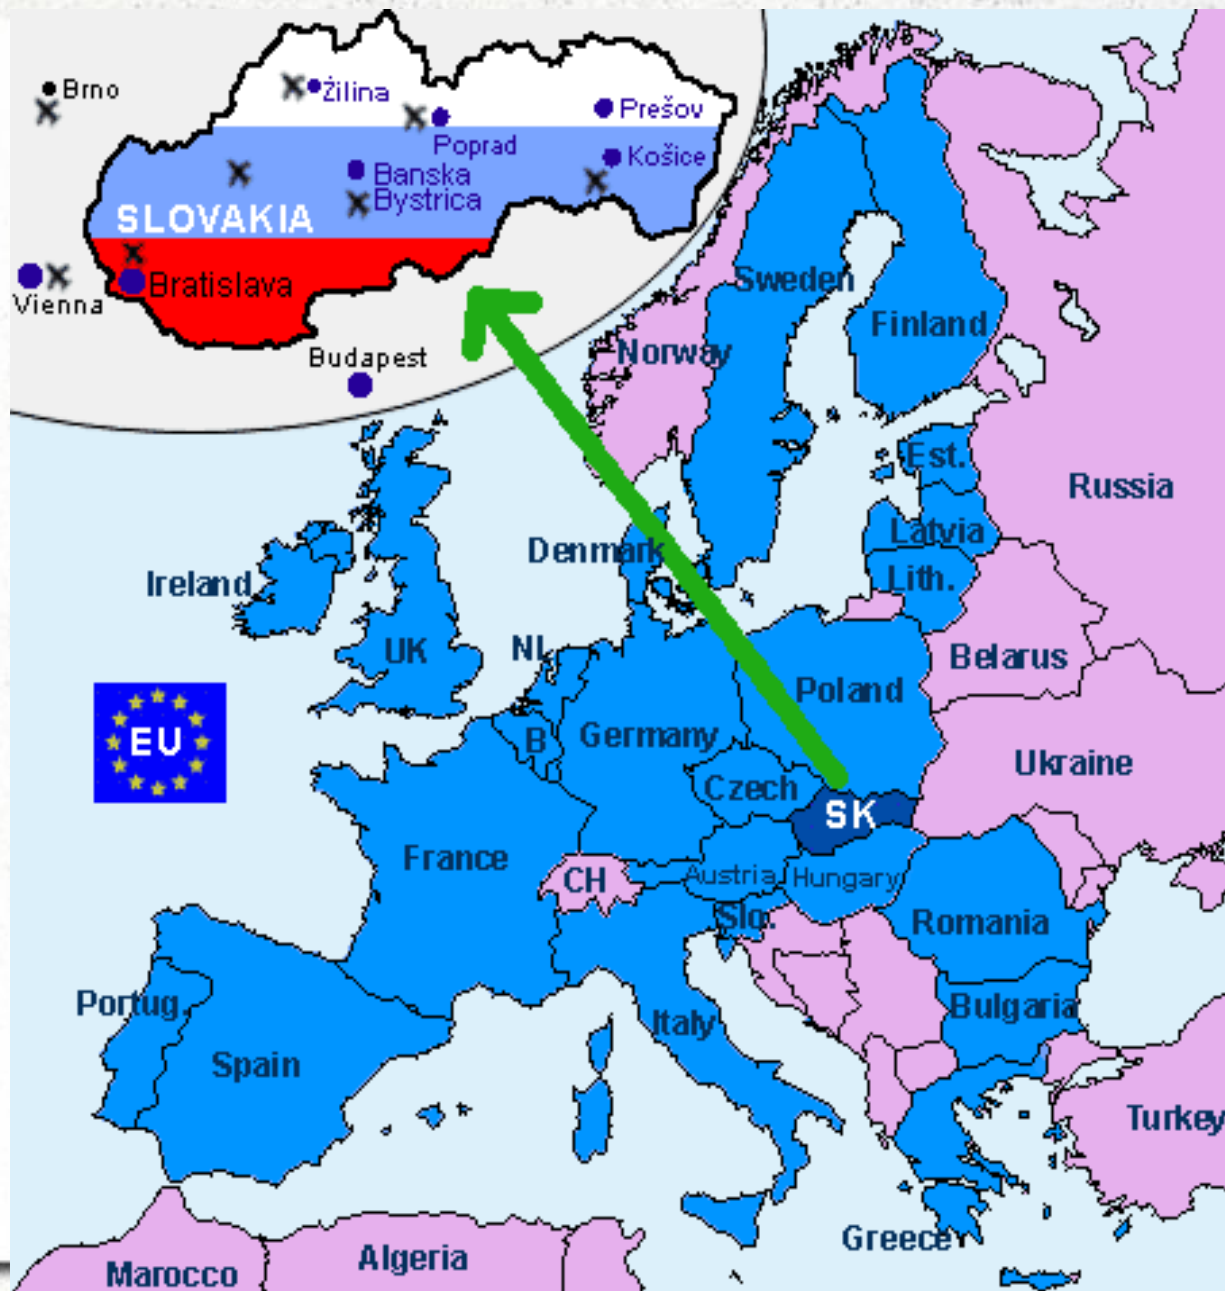 Brno
Žilina
Prešov
Poprad
Košice
Banska
Bystrica
SLOVAKIA
Bratislava
Vienna
Budapest
Sweden
Finland
Norway
Est.
Russia
Latvia
Denmark
Lith.
Ireland
UK
NL
Belarus
Poland
EU
B
Germany
Ukraine
Czech
SK
France
CH
Austria
Hungary
Slo.
Romania
Portug.
Bulgaria
Italy
Spain
Turkey
Greece
Algeria
Marocco